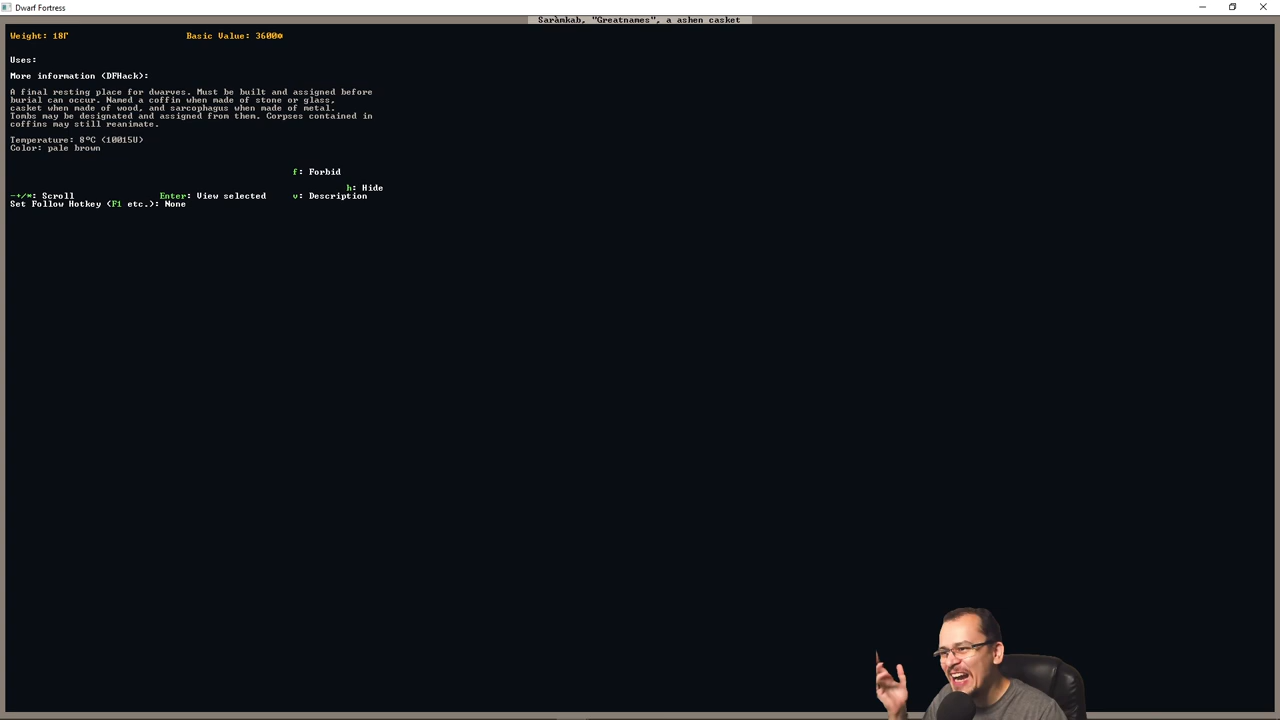 Dwarf Fortress
Saràmkab, "Greatnames", a ashen casket
Weight: 18Γ Basic Value: 3600☼
Uses:
More information (DFHack):
A final resting place for dwarves. Must be built and assigned before
burial can occur. Named a coffin when made of stone or glass,
casket when made of wood, and sarcophagus when made of metal.
Tombs may be designated and assigned from them. Corpses contained in
coffins may still reanimate.
Temperature: 8°C (10015U)
Color: pale brown
f: Forbid
h: Hide
-+/*: Scroll Enter: View selected v: Description
Set Follow Hotkey (F1 etc.): None